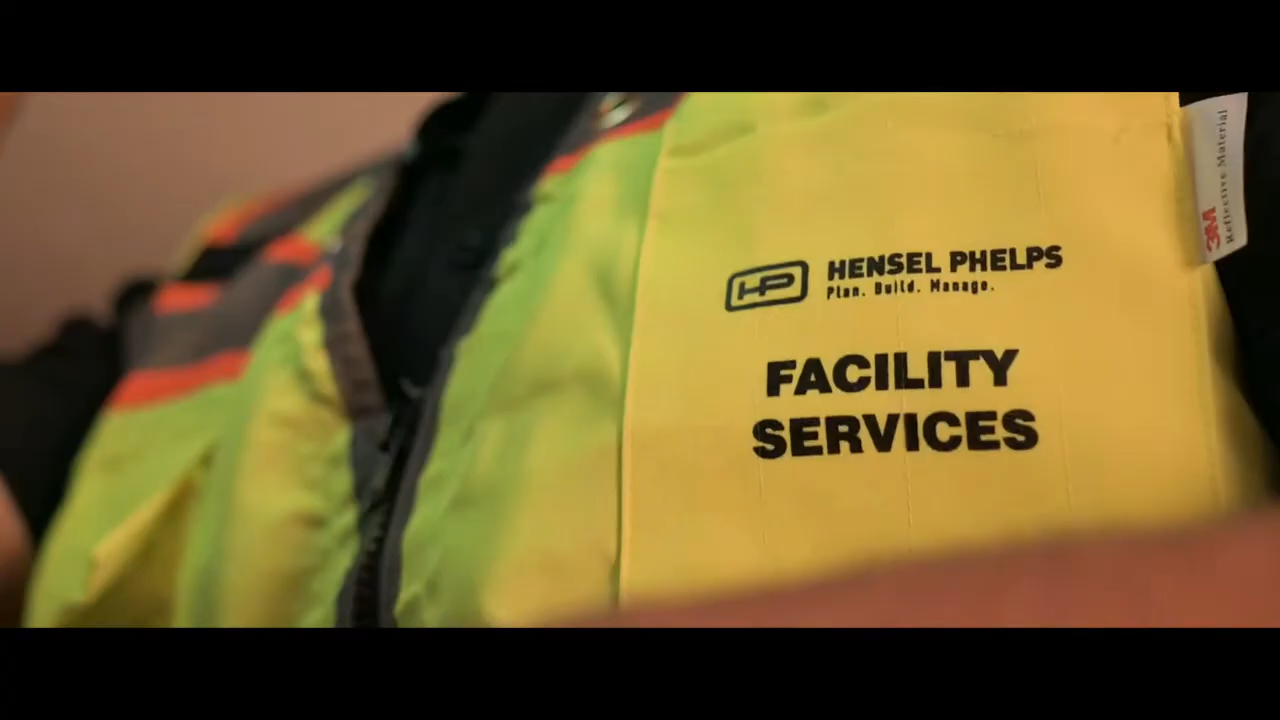 HP
HENSEL PHELPS
Plan. Build. Manage.
FACILITY
SERVICES
3M
Reflective Material